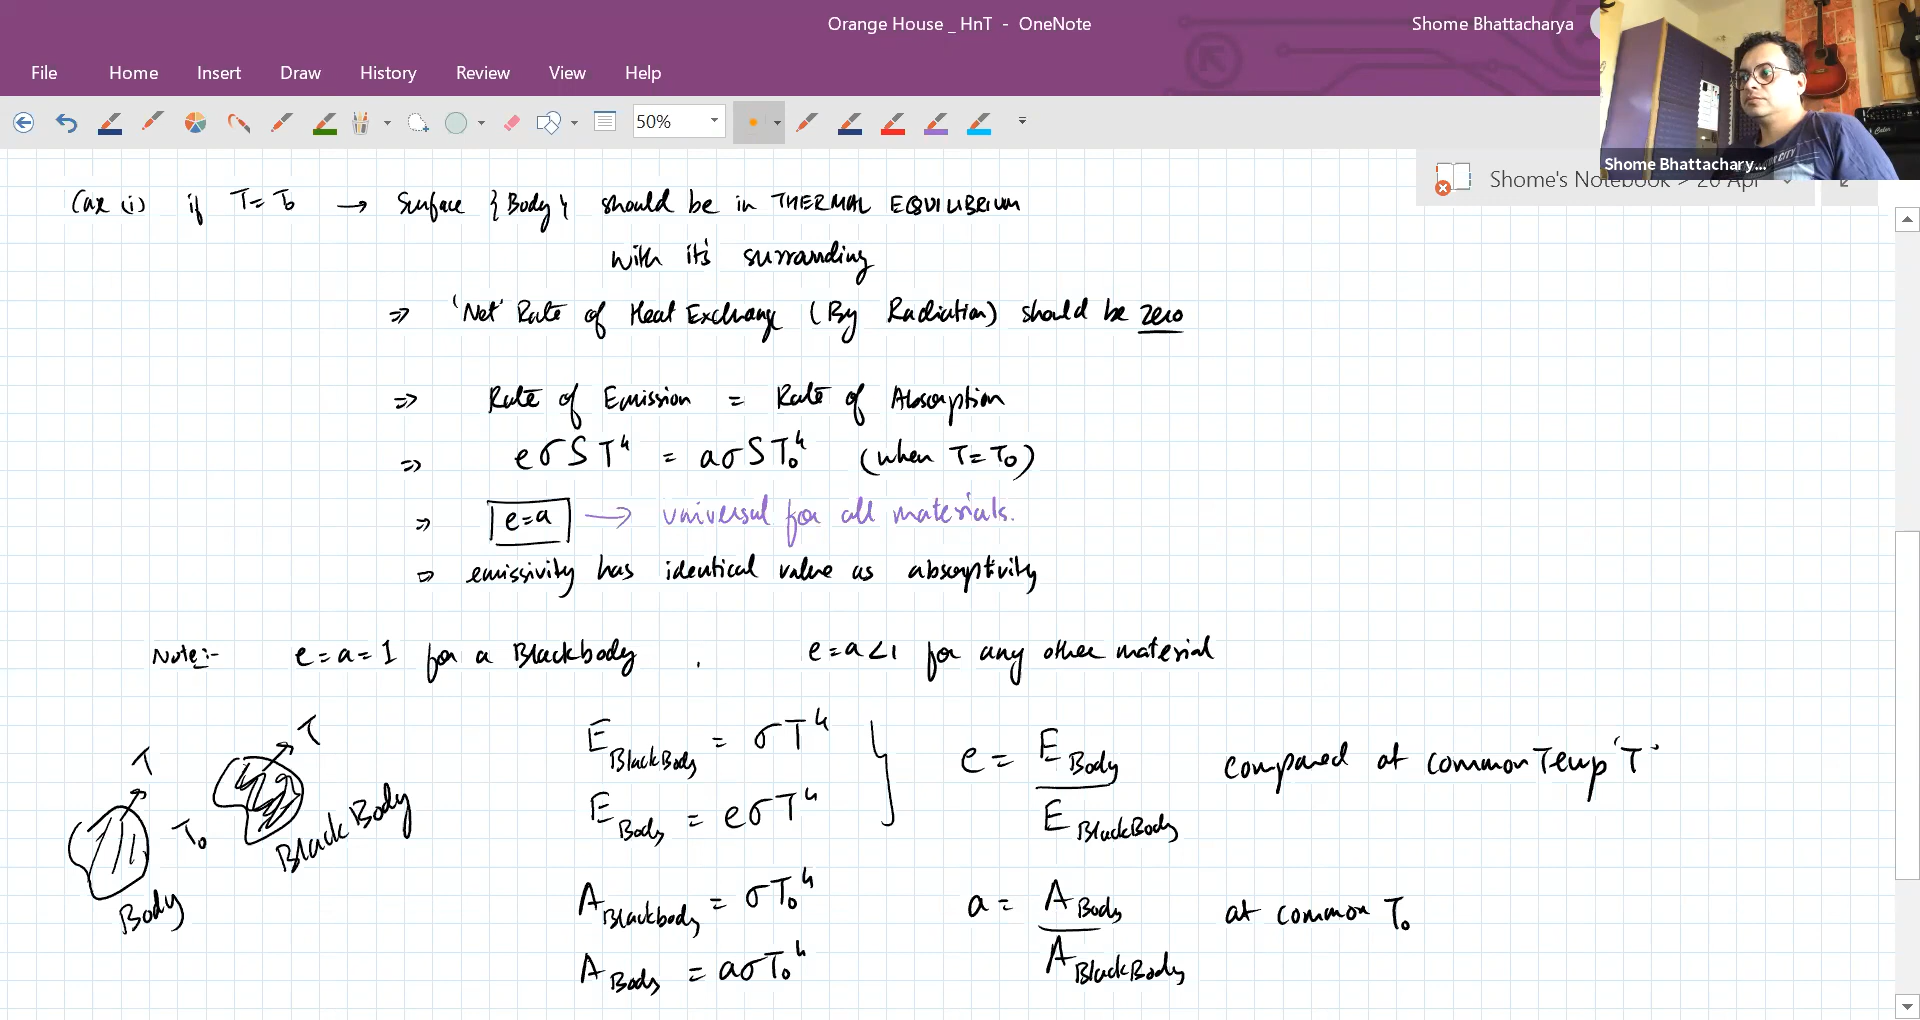 Orange House _ HnT - OneNote
Shome Bhattacharya
File Home Insert Draw History Review View Help
50%
Shome Bhattachary...
Shome's Notebook > 26 Apr
Case (i) if T = T₀ → Surface {Body} should be in THERMAL EQUILIBRIUM
with it's surranding
⇒ 'Net' Rate of Heat Exchange (By Radiation) should be zero
⇒ Rate of Emission = Rate of Absorption
⇒ eσST⁴ = aσST₀⁴ (when T = T₀)
⇒ e = a → universal for all materials.
⇒ emissivity has identical value as absorptivity
Note:- e = a = 1 for a Blackbody , e = a < 1 for any other material
T
T
T₀
Body
BlackBody
E BlackBody = σT⁴
E Body = eσT⁴
e = E Body / E BlackBody compared at common Temp 'T'
A Blackbody = σT₀⁴
A Body = aσT₀⁴
a = A Body / A BlackBody at common T₀